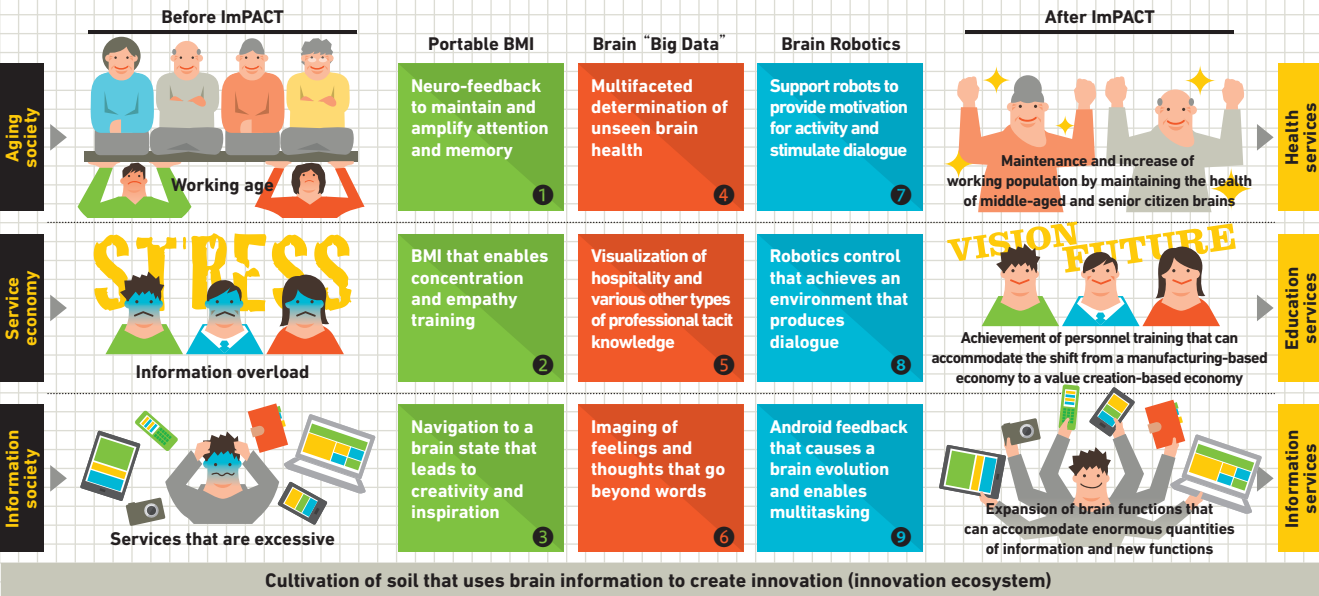 Before ImPACT
After ImPACT
Portable BMI
Brain “Big Data”
Brain Robotics
Aging
society
Working age
Neuro-feedback
to maintain and
amplify attention
and memory
1
Multifaceted
determination of
unseen brain
health
4
Support robots to
provide motivation
for activity and
stimulate dialogue
7
Maintenance and increase of
working population by maintaining the health
of middle-aged and senior citizen brains
Health
services
Service
economy
STRESS
Information overload
BMI that enables
concentration
and empathy
training
2
Visualization of
hospitality and
various other types
of professional tacit
knowledge
5
Robotics control
that achieves an
environment that
produces
dialogue
8
VISION
FUTURE
Achievement of personnel training that can
accommodate the shift from a manufacturing-based
economy to a value creation-based economy
Education
services
Information
society
Services that are excessive
Navigation to a
brain state that
leads to
creativity and
inspiration
3
Imaging of
feelings and
thoughts that go
beyond words
6
Android feedback
that causes a
brain evolution
and enables
multitasking
9
Expansion of brain functions that
can accommodate enormous quantities
of information and new functions
Information
services
Cultivation of soil that uses brain information to create innovation (innovation ecosystem)